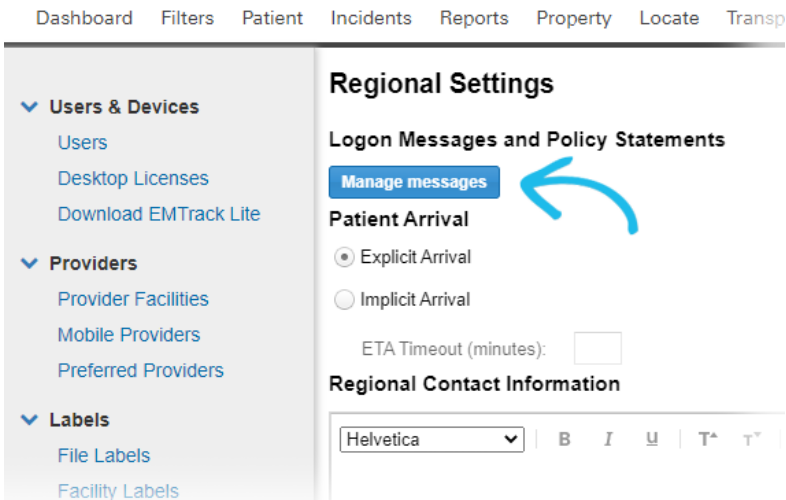 Dashboard Filters Patient Incidents Reports Property Locate Transp
Users & Devices
Users
Desktop Licenses
Download EMTrack Lite
Providers
Provider Facilities
Mobile Providers
Preferred Providers
Labels
File Labels
Facility Labels
Regional Settings
Logon Messages and Policy Statements
Manage messages
Patient Arrival
Explicit Arrival
Implicit Arrival
ETA Timeout (minutes):
Regional Contact Information
Helvetica B I U T T